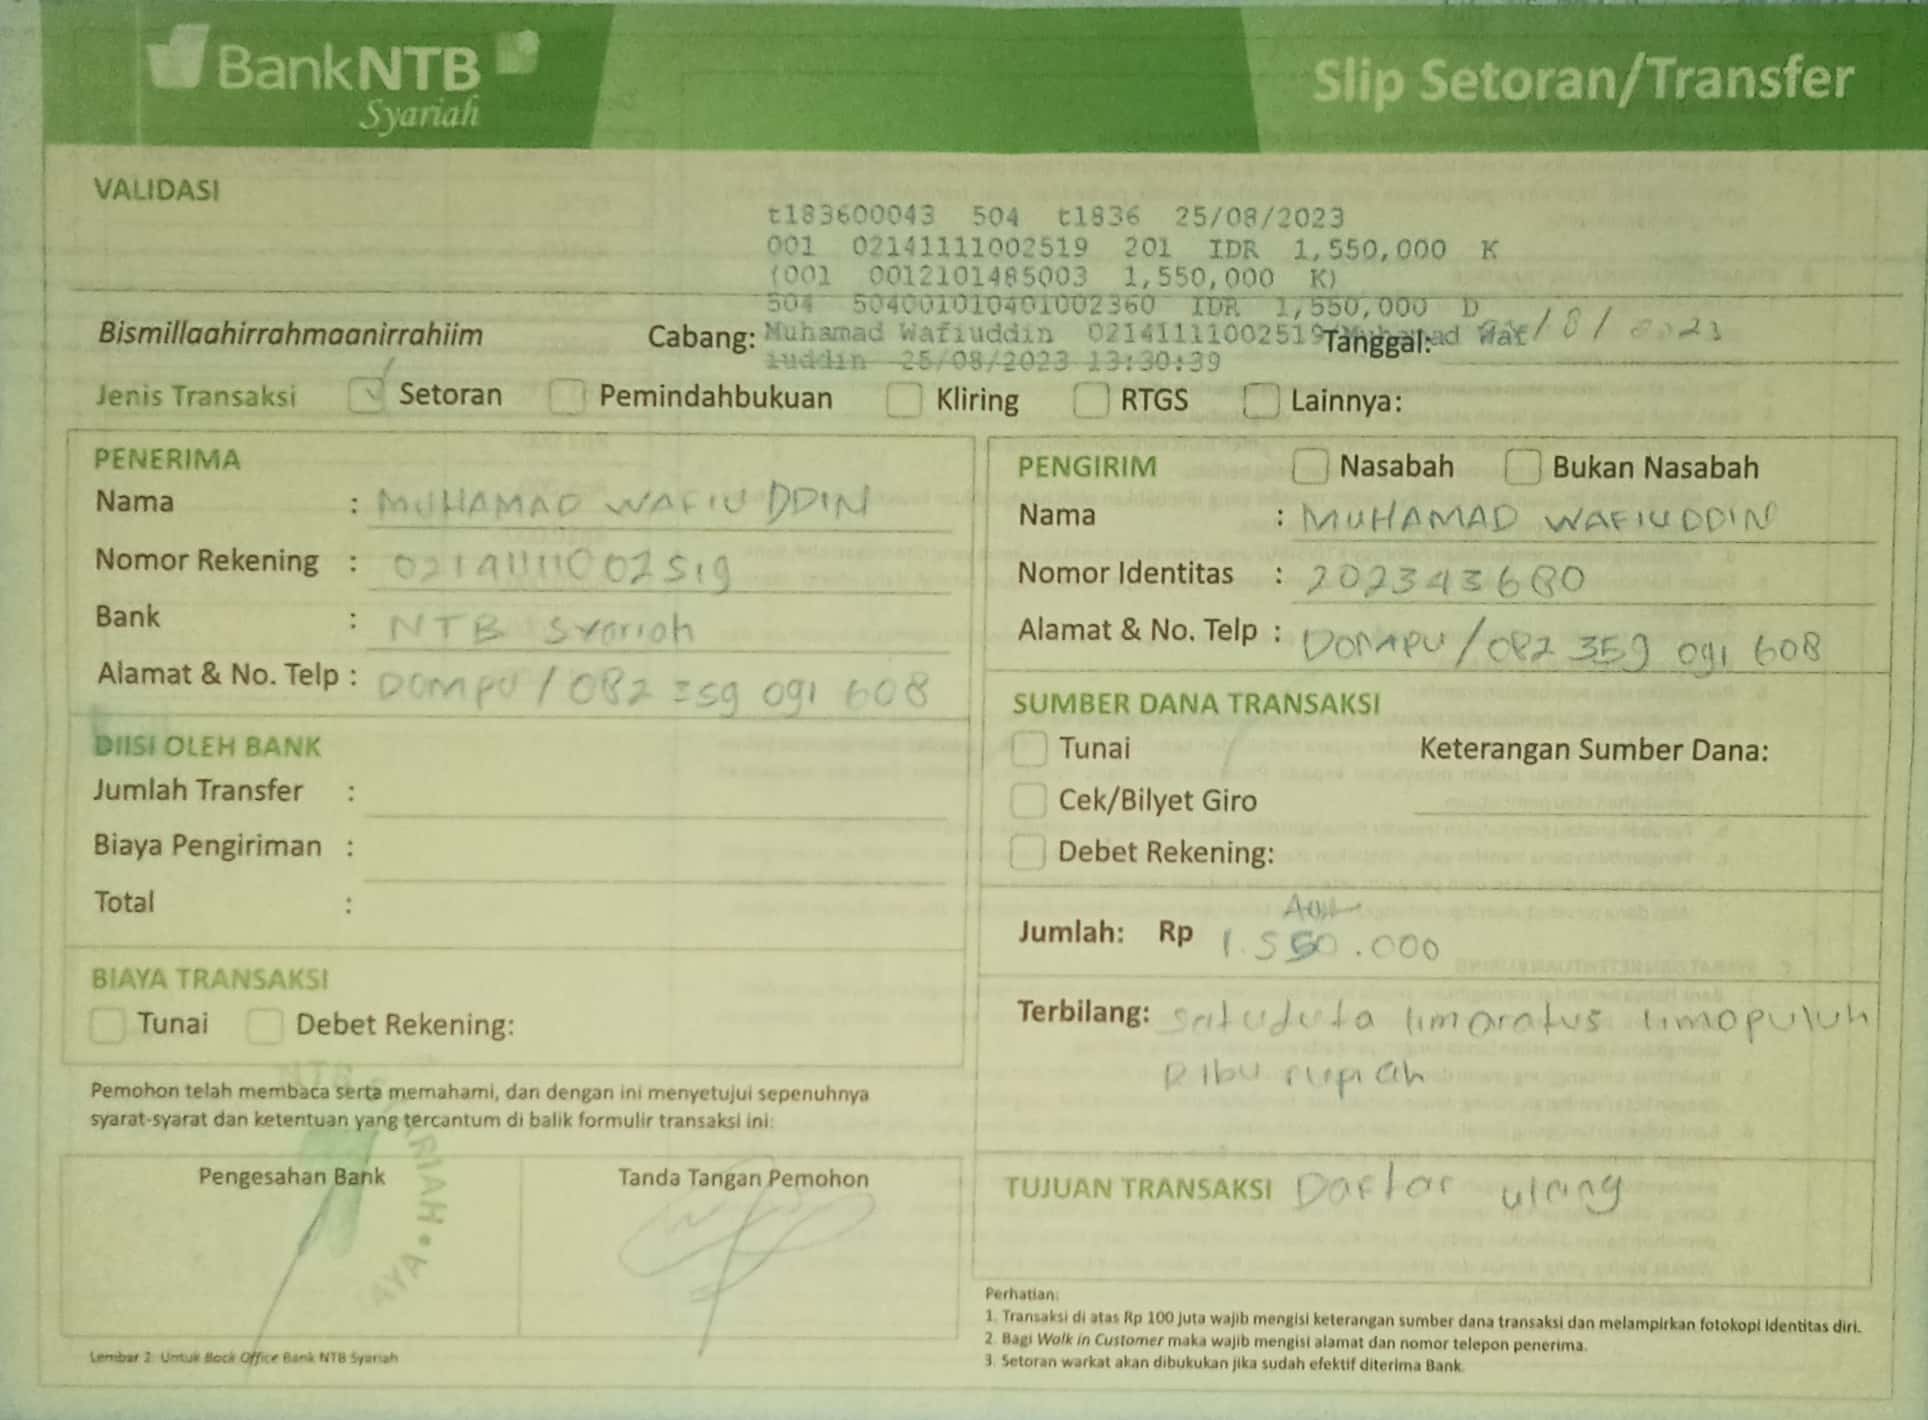 BankNTB
Syariah
Slip Setoran/Transfer
VALIDASI
t183600043 504 t1836 25/08/2023
001 02141111002519 201 IDR 1,550,000 K
(001 0012101485003 1,550,000 K)
504 504001010401002360 IDR 1,550,000 D
Muhamad Wafiuddin 02141111002519
iuddin 25/08/2023 13:30:39
Bismillaahirrahmaanirrahiim Cabang: Tanggal: /8/2023
Jenis Transaksi Setoran Pemindahbukuan Kliring RTGS Lainnya:
PENERIMA
Nama : MUHAMAD WAFIUDDIN
Nomor Rekening : 02141111002519
Bank : NTB Syariah
Alamat & No. Telp : Dompu / 082 359 091 608
PENGIRIM Nasabah Bukan Nasabah
Nama : MUHAMAD WAFIUDDIN
Nomor Identitas : 202343680
Alamat & No. Telp : DOMPU / 082 359 091 608
DIISI OLEH BANK
Jumlah Transfer :
Biaya Pengiriman :
Total :
SUMBER DANA TRANSAKSI
Tunai Keterangan Sumber Dana:
Cek/Bilyet Giro
Debet Rekening:
Jumlah: Rp 1.550.000
BIAYA TRANSAKSI
Tunai Debet Rekening:
Terbilang: satu juta lima ratus lima puluh
Ribu rupiah
Pemohon telah membaca serta memahami, dan dengan ini menyetujui sepenuhnya
syarat-syarat dan ketentuan yang tercantum di balik formulir transaksi ini:
Pengesahan Bank Tanda Tangan Pemohon
TUJUAN TRANSAKSI Daftar ulang
Perhatian:
1. Transaksi di atas Rp 100 juta wajib mengisi keterangan sumber dana transaksi dan melampirkan fotokopi identitas diri.
2. Bagi Walk in Customer maka wajib mengisi alamat dan nomor telepon penerima.
3. Setoran warkat akan dibukukan jika sudah efektif diterima Bank.
Lembar 2: Untuk Back Office Bank NTB Syariah